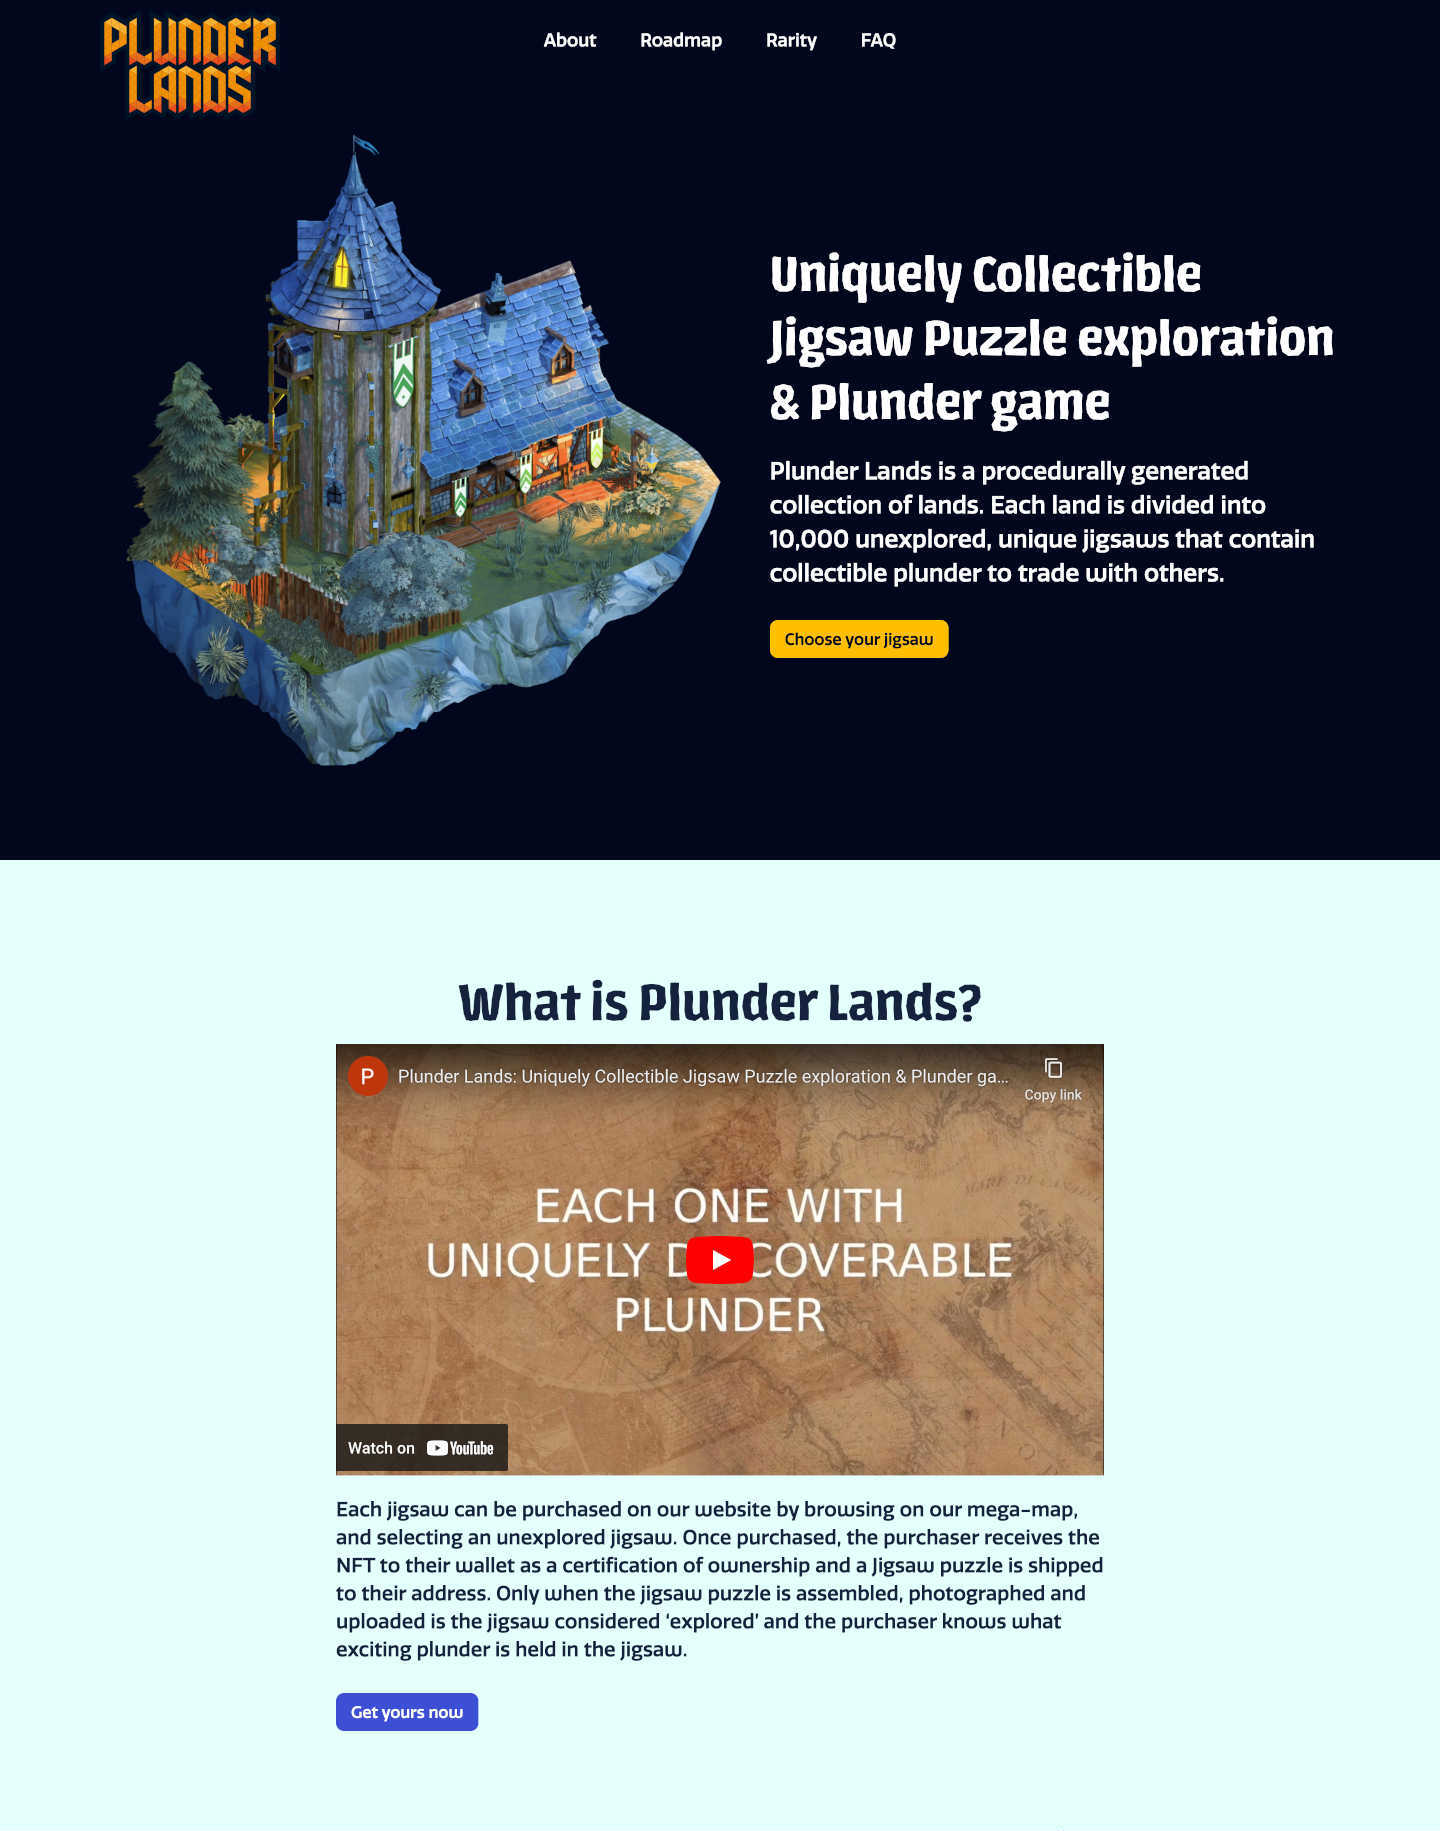 PLUNDER
LANDS
About
Roadmap
Rarity
FAQ
Uniquely Collectible
Jigsaw Puzzle exploration
& Plunder game
Plunder Lands is a procedurally generated
collection of lands. Each land is divided into
10,000 unexplored, unique jigsaws that contain
collectible plunder to trade with others.
Choose your jigsaw
What is Plunder Lands?
P
Plunder Lands: Uniquely Collectible Jigsaw Puzzle exploration & Plunder ga...
Copy link
MARE DI CANDIA
EACH ONE WITH
UNIQUELY D COVERABLE
PLUNDER
Watch on YouTube
Each jigsaw can be purchased on our website by browsing on our mega-map,
and selecting an unexplored jigsaw. Once purchased, the purchaser receives the
NFT to their wallet as a certification of ownership and a Jigsaw puzzle is shipped
to their address. Only when the jigsaw puzzle is assembled, photographed and
uploaded is the jigsaw considered ‘explored’ and the purchaser knows what
exciting plunder is held in the jigsaw.
Get yours now